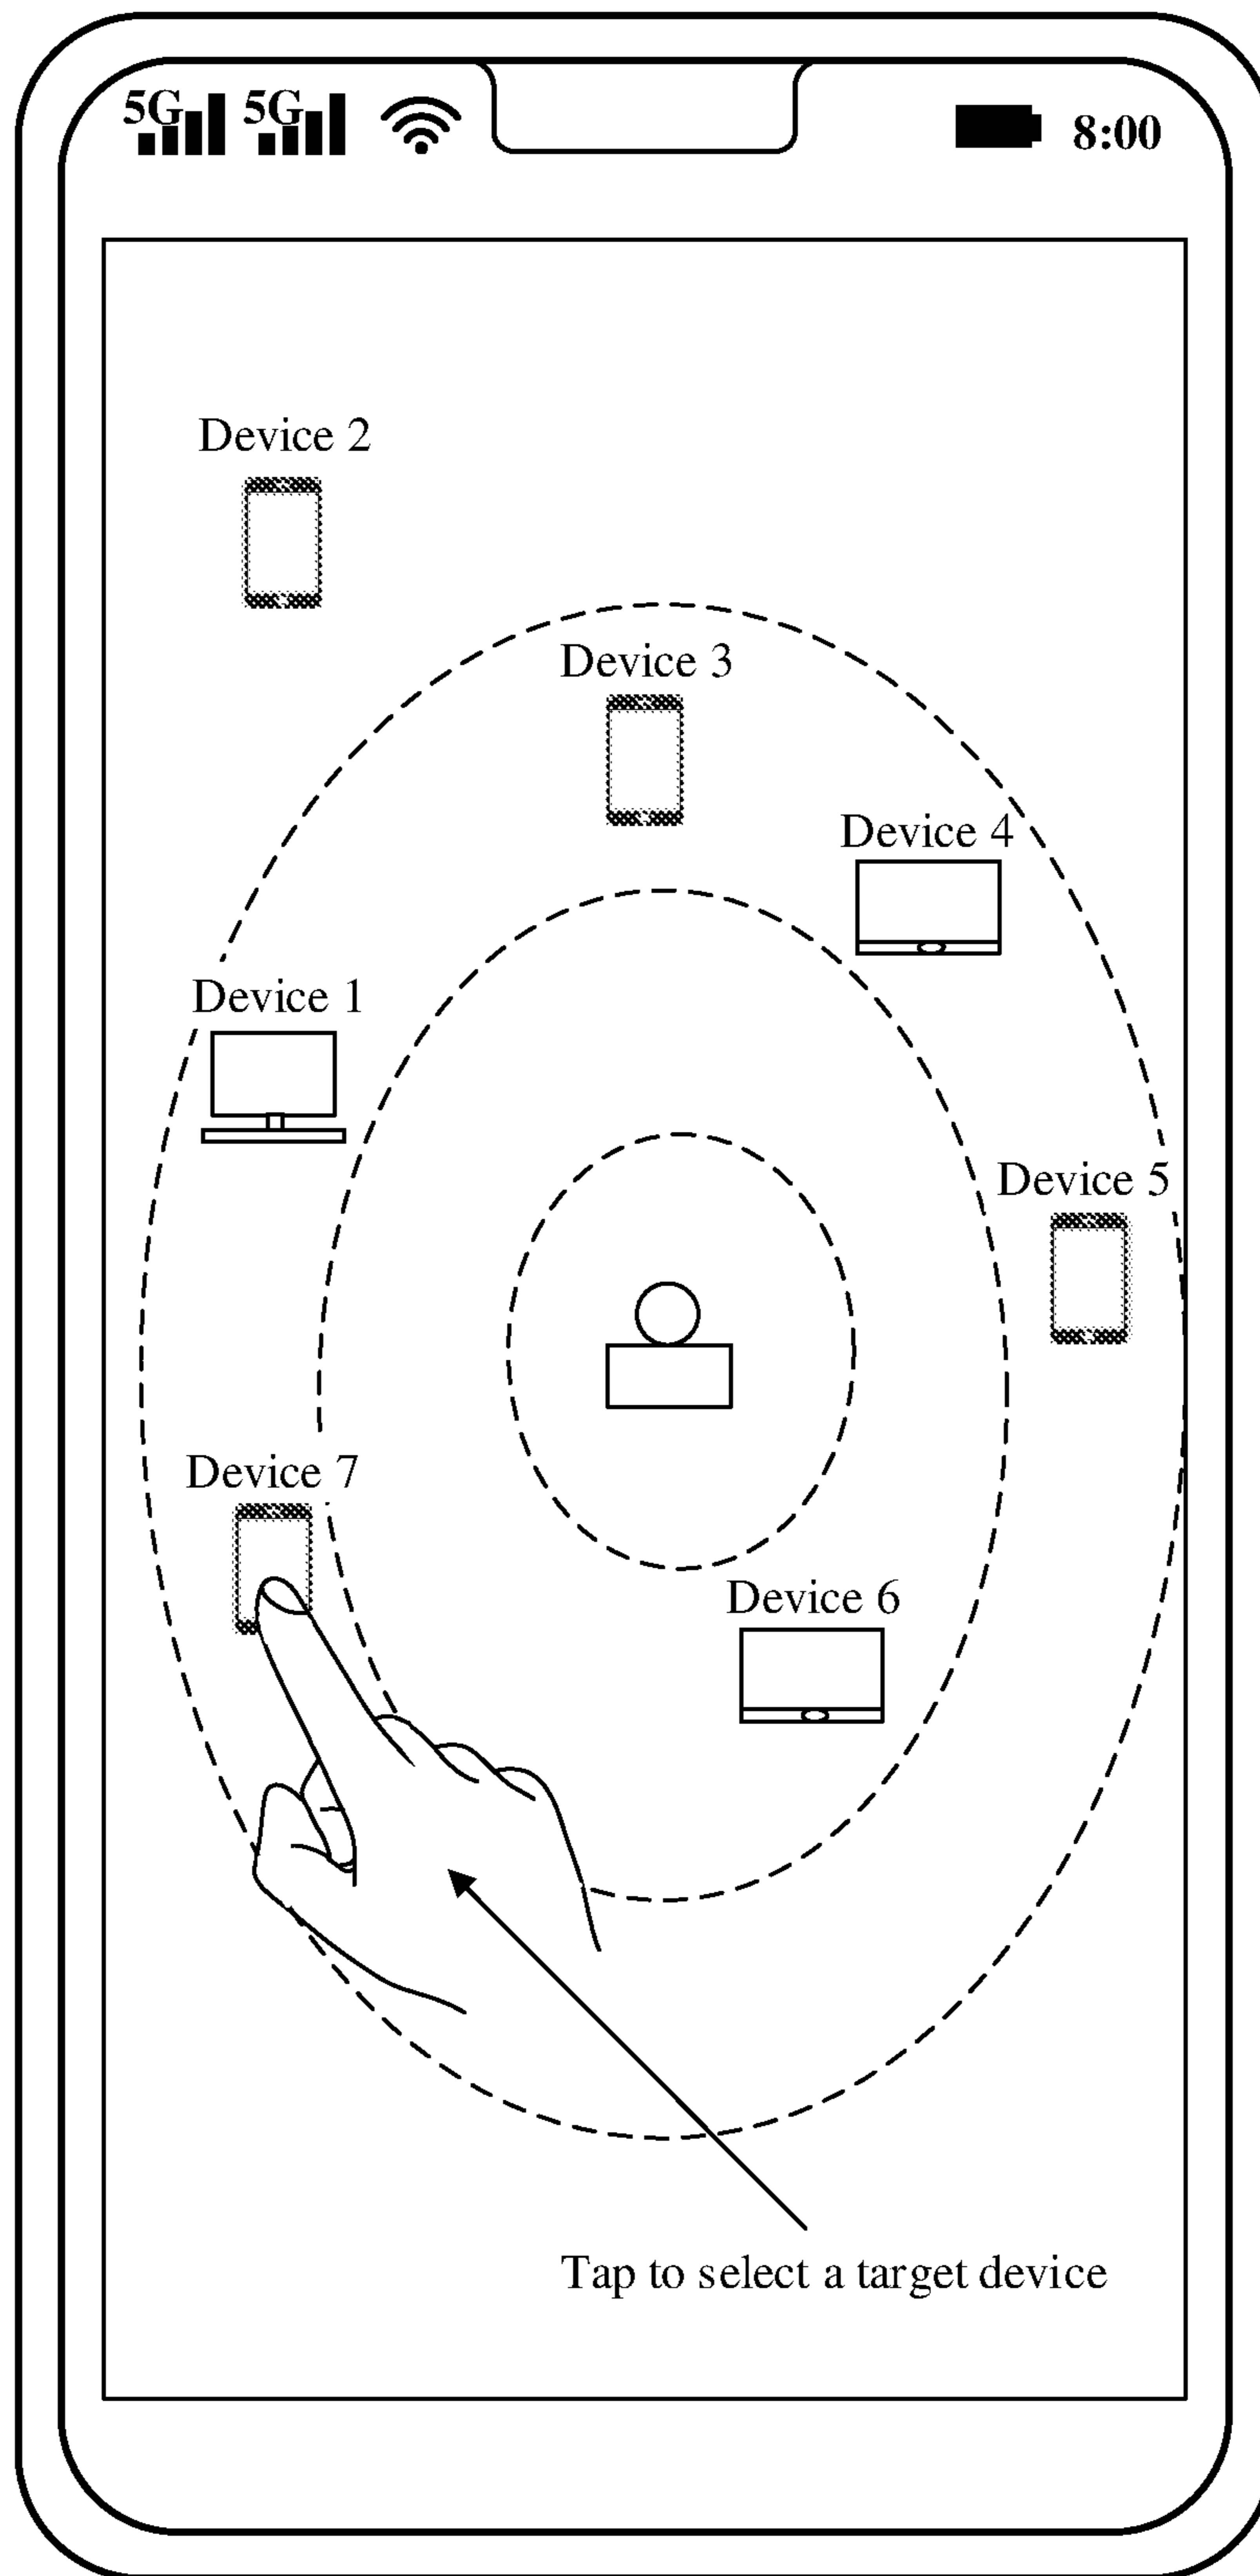 5G 5G 8:00
Device 2
Device 3
Device 4
Device 1
Device 5
Device 7
Device 6
Tap to select a target device